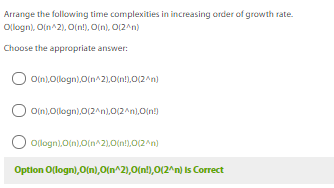 Arrange the following time complexities in increasing order of growth rate.
O(logn), O(n^2), O(n!), O(n), O(2^n)
Choose the appropriate answer:
O(n),O(logn),O(n^2),O(n!),O(2^n)
O(n),O(logn),O(2^n),O(2^n),O(n!)
O(logn),O(n),O(n^2),O(n!),O(2^n)
Option O(logn),O(n),O(n^2),O(n!),O(2^n) is Correct